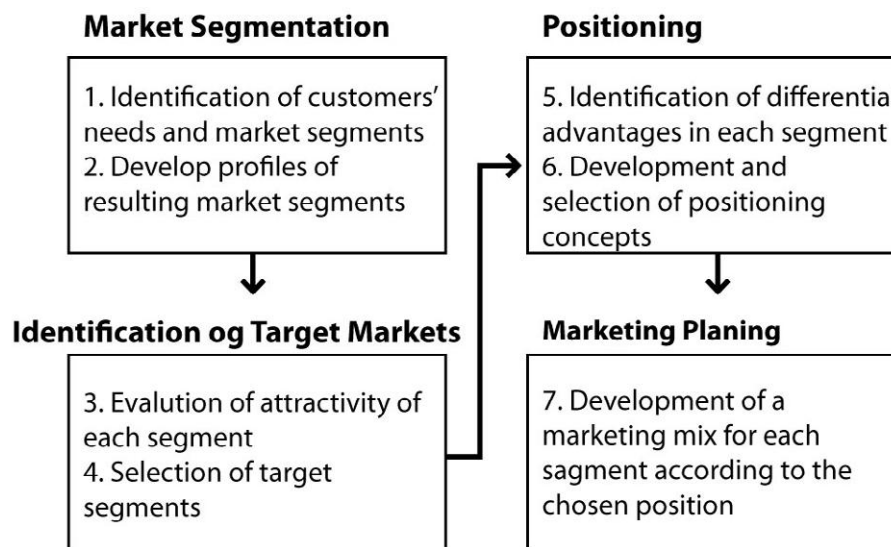 Market Segmentation
1. Identification of customers’
needs and market segments
2. Develop profiles of
resulting market segments
Identification og Target Markets
3. Evalution of attractivity of
each segment
4. Selection of target
segments
Positioning
5. Identification of differentia
advantages in each segment
6. Development and
selection of positioning
concepts
Marketing Planing
7. Development of a
marketing mix for each
sagment according to the
chosen position